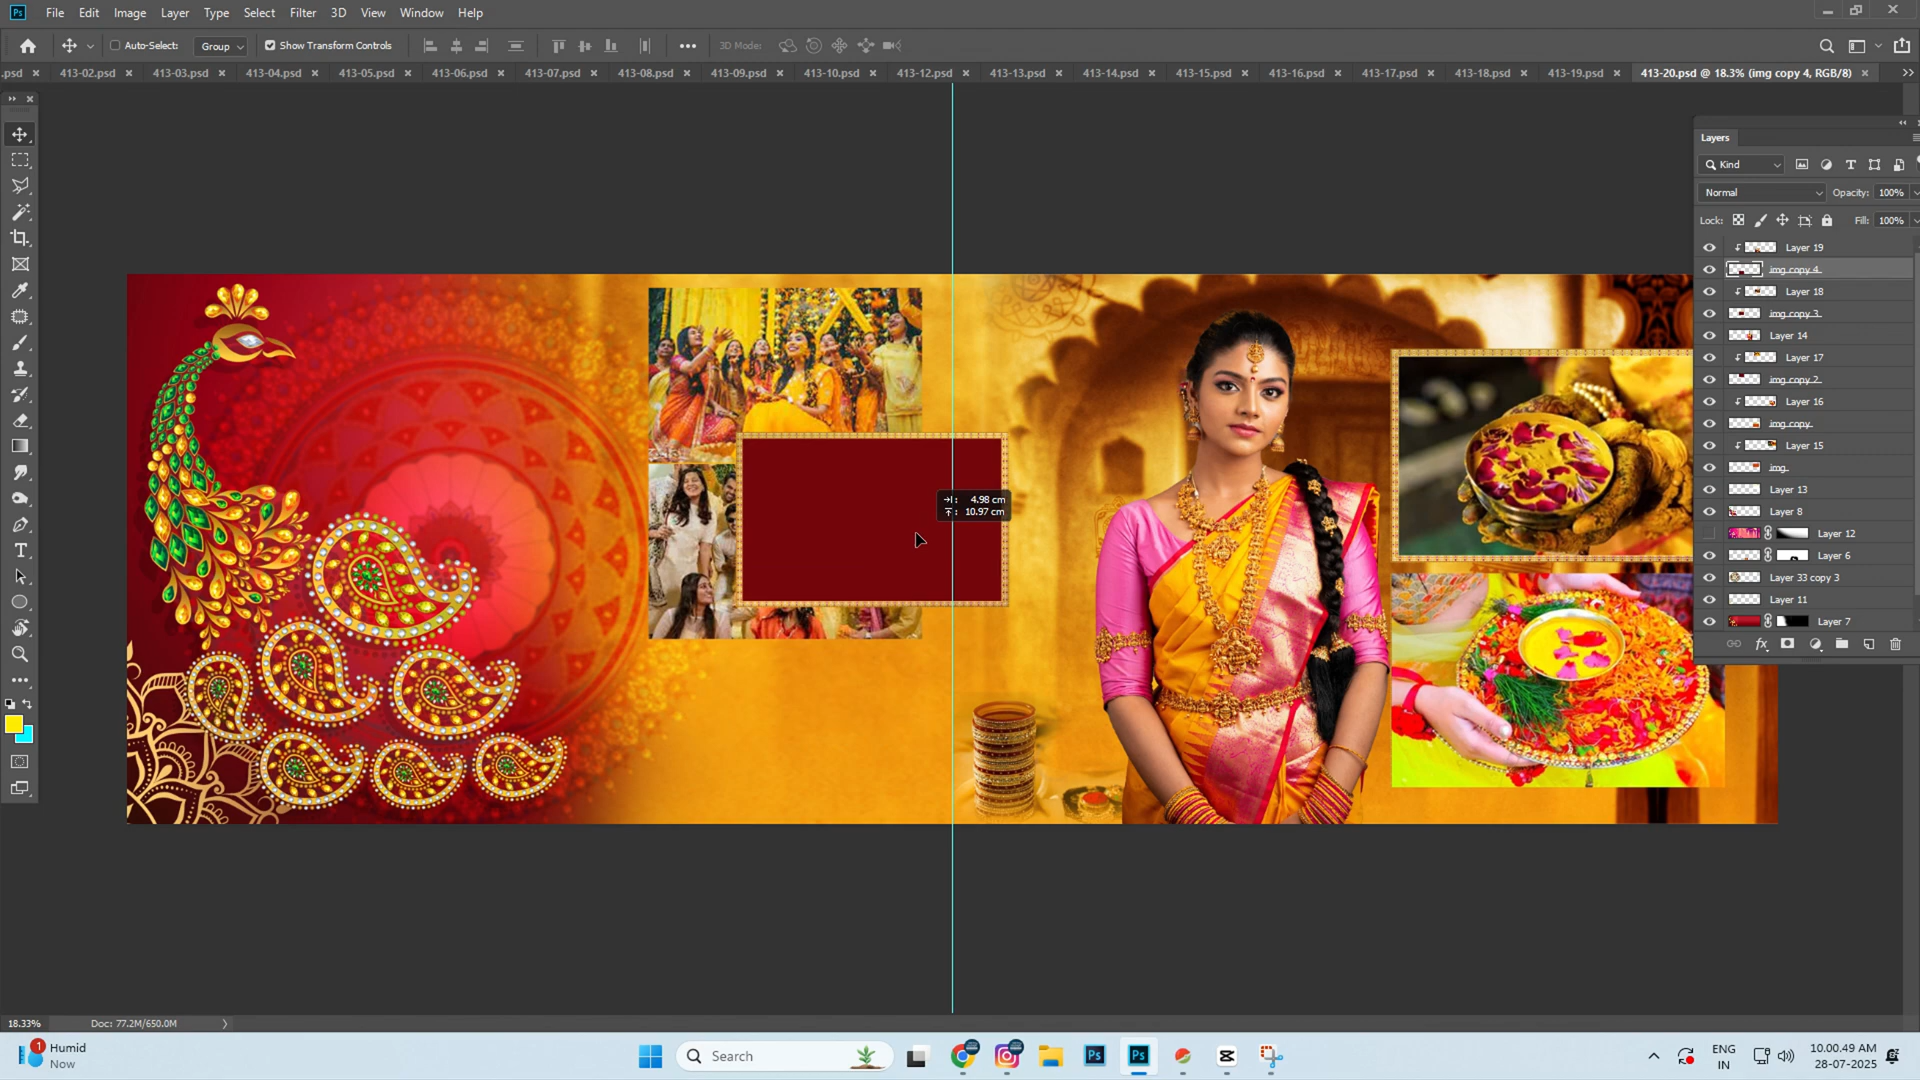 Ps File Edit Image Layer Type Select Filter 3D View Window Help
Auto-Select: Group Show Transform Controls 3D Mode:
.psd 413-02.psd 413-03.psd 413-04.psd 413-05.psd 413-06.psd 413-07.psd 413-08.psd 413-09.psd 413-10.psd 413-12.psd 413-13.psd 413-14.psd 413-15.psd 413-16.psd 413-17.psd 413-18.psd 413-19.psd 413-20.psd @ 18.3% (img copy 4, RGB/8)
Layers
Kind
Normal Opacity: 100%
Lock: Fill: 100%
Layer 19
img copy 4
Layer 18
img copy 3
Layer 14
Layer 17
img copy 2
Layer 16
img copy
Layer 15
img
Layer 13
Layer 8
Layer 12
Layer 6
Layer 33 copy 3
Layer 11
Layer 7
fx
4.98 cm
10.97 cm
18.33% Doc: 77.2M/650.0M
1 Humid
Now
Search
Ps Ps
ENG
IN
10.00.49 AM
28-07-2025